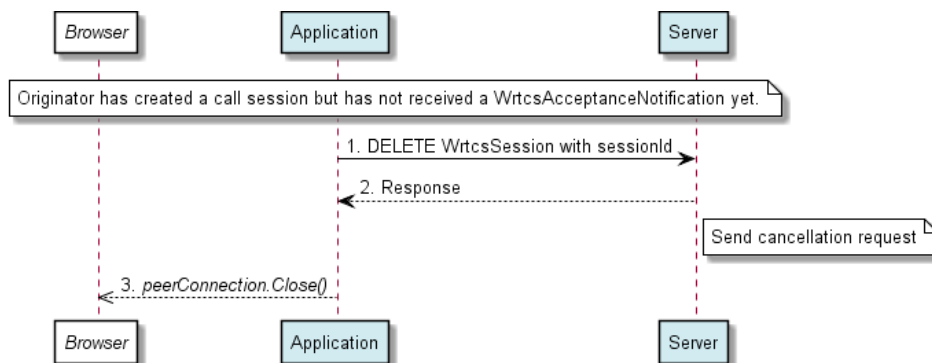 Browser
Application
Server
Originator has created a call session but has not received a WrtcsAcceptanceNotification yet.
1. DELETE WrtcsSession with sessionId
2. Response
Send cancellation request
3. peerConnection.Close()
Browser
Application
Server